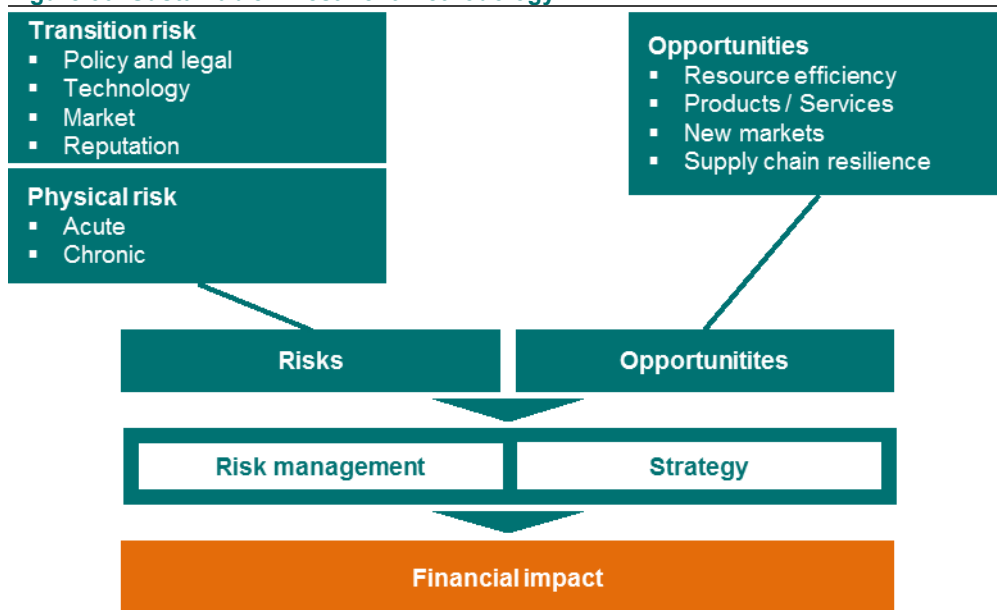 Transition risk
▪ Policy and legal
▪ Technology
▪ Market
▪ Reputation
Physical risk
▪ Acute
▪ Chronic
Opportunities
▪ Resource efficiency
▪ Products / Services
▪ New markets
▪ Supply chain resilience
Risks
Opportunitites
Risk management
Strategy
Financial impact